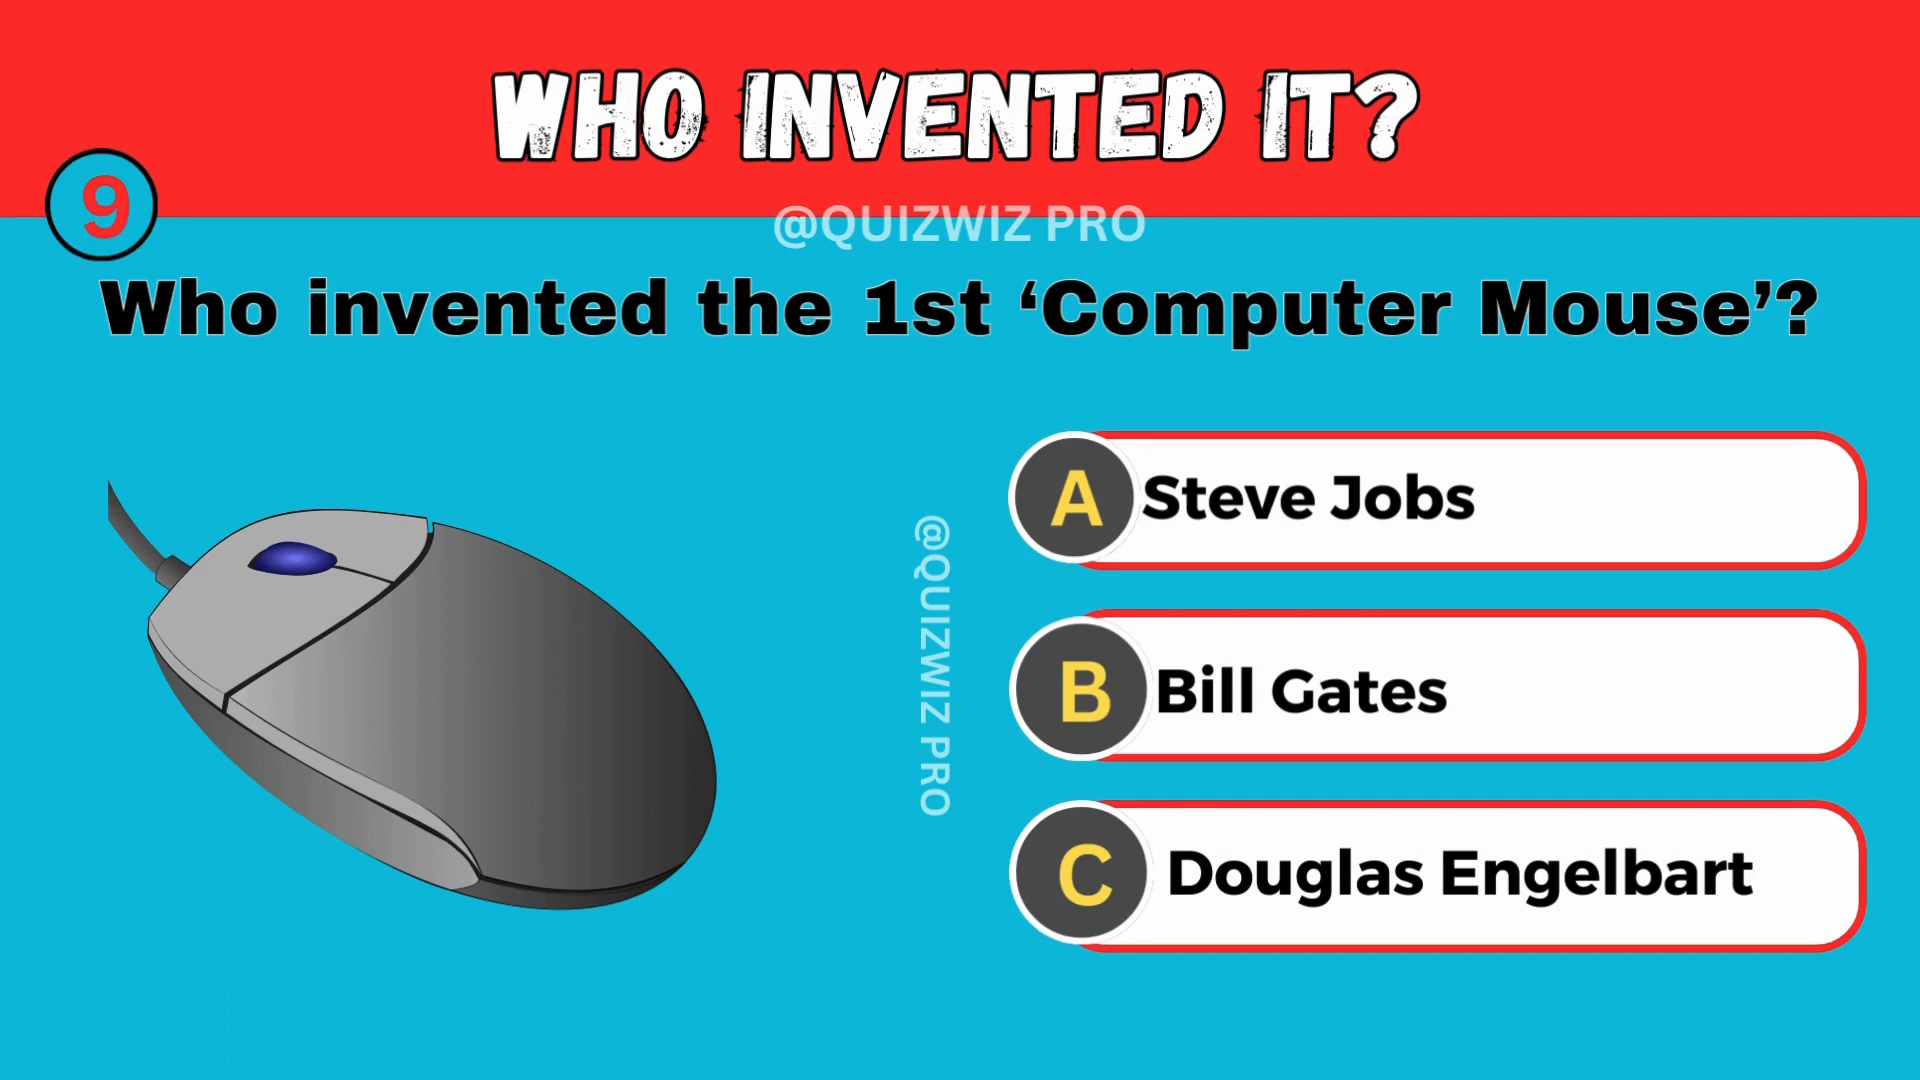 WHO INVENTED IT?
9
@QUIZWIZ PRO
Who invented the 1st ‘Computer Mouse’?
A Steve Jobs
@QUIZWIZ PRO
B Bill Gates
C Douglas Engelbart